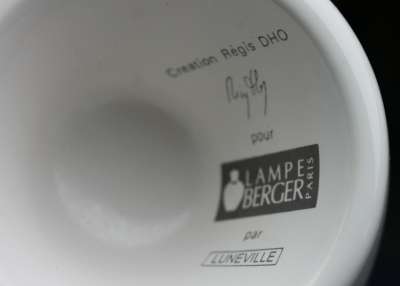 Creation Régis DHO
pour
LAMPE
BERGER
PARIS
par
LUNEVILLE